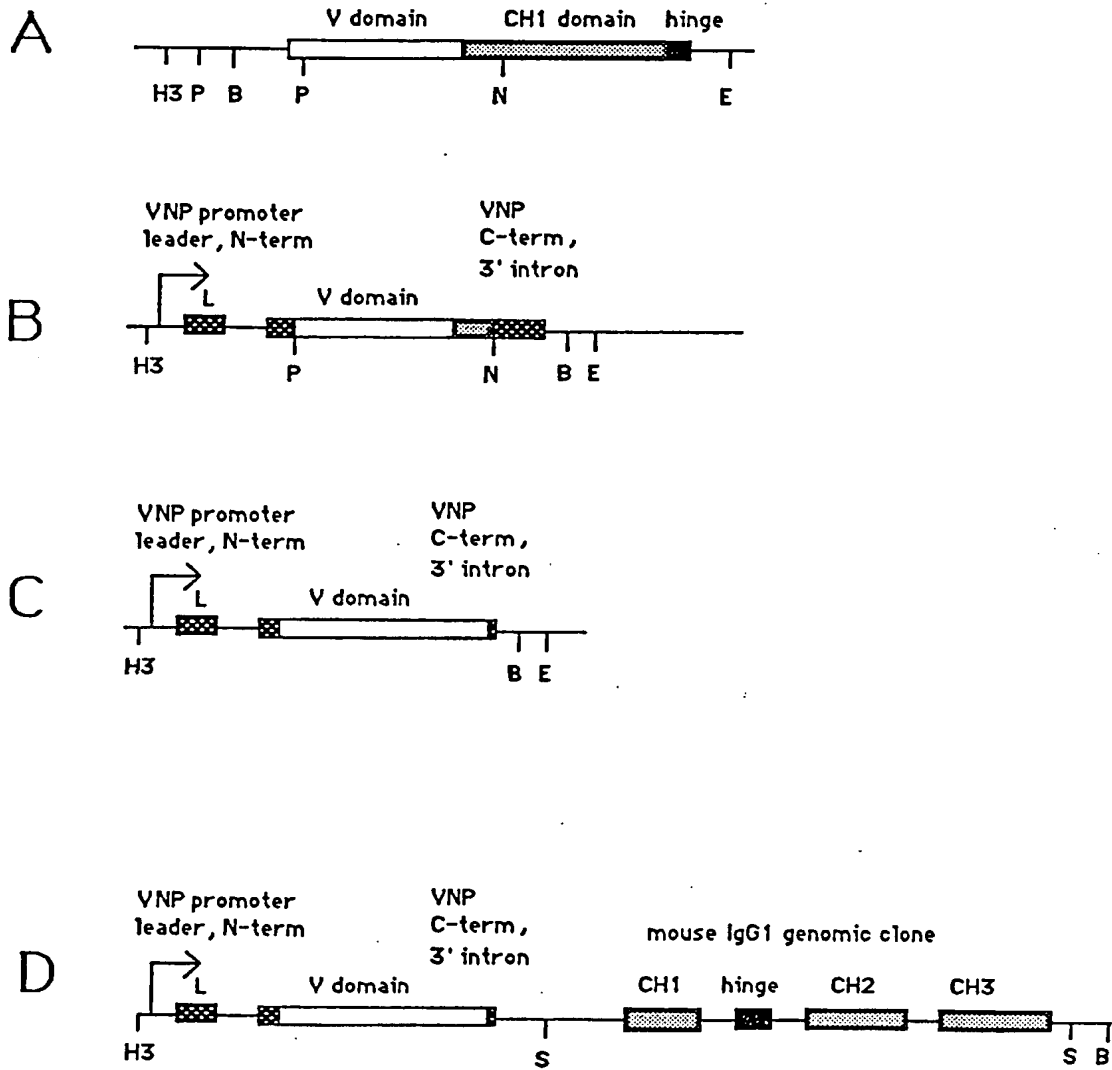 A
V domain CH1 domain hinge
H3 P B P N E
VNP promoter
leader, N-term
VNP
C-term,
3' intron
L
V domain
B
H3 P N B E
VNP promoter
leader, N-term
VNP
C-term,
3' intron
L
V domain
C
H3 B E
VNP promoter
leader, N-term
VNP
C-term,
3' intron
mouse IgG1 genomic clone
L
V domain
CH1 hinge CH2 CH3
D
H3 S S B